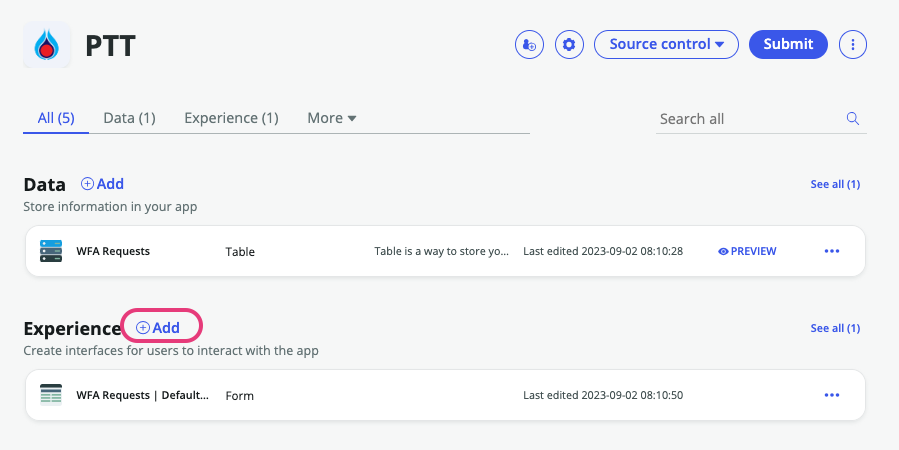 PTT
Source control
Submit
All (5) Data (1) Experience (1) More
Search all
Data Add
See all (1)
Store information in your app
WFA Requests Table Table is a way to store yo... Last edited 2023-09-02 08:10:28 PREVIEW
Experience Add
See all (1)
Create interfaces for users to interact with the app
WFA Requests | Default... Form Last edited 2023-09-02 08:10:50